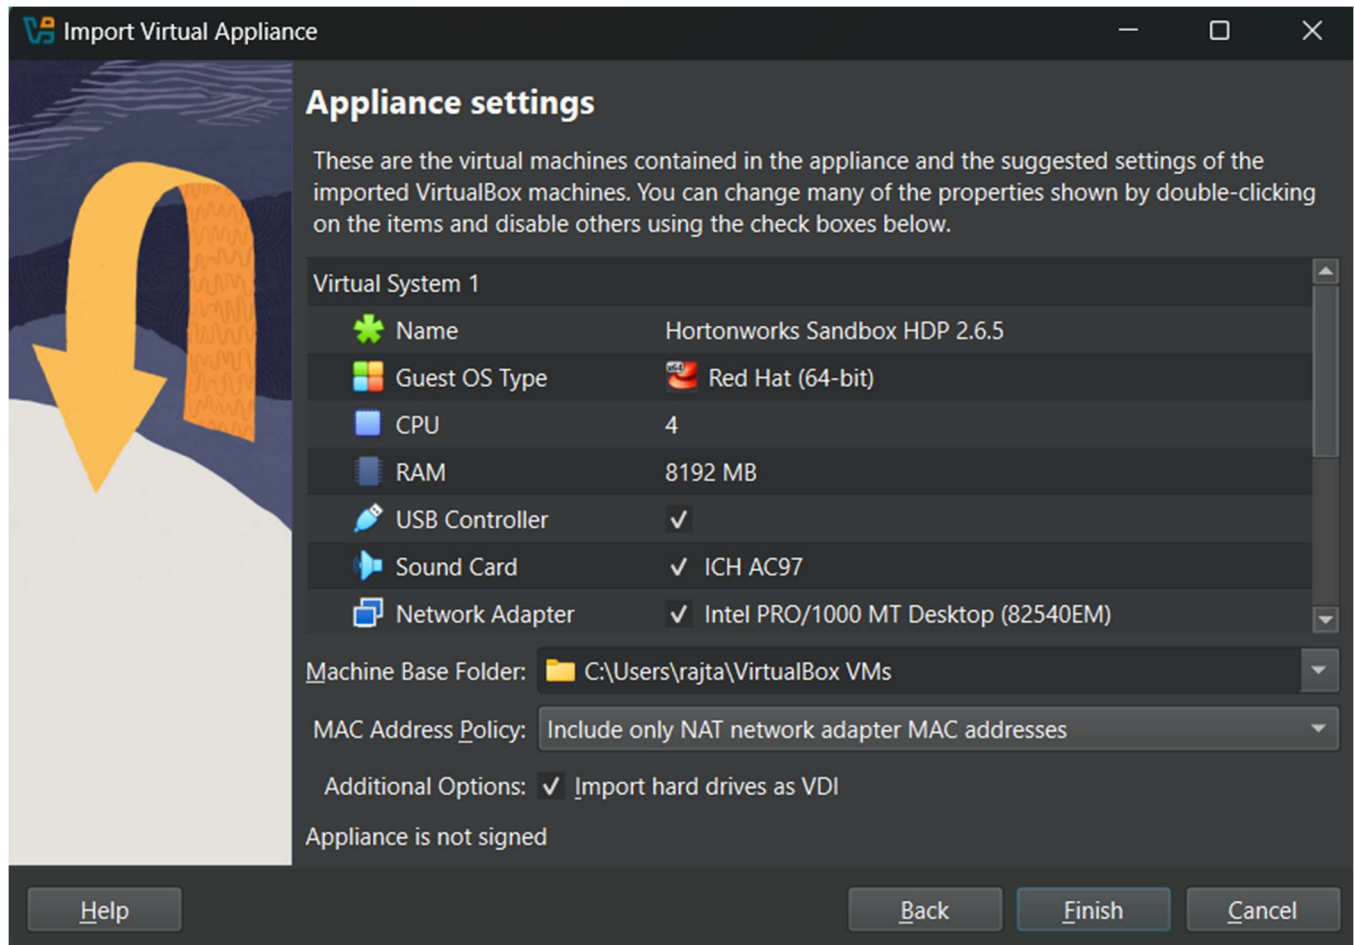 Import Virtual Appliance
Appliance settings
These are the virtual machines contained in the appliance and the suggested settings of the
imported VirtualBox machines. You can change many of the properties shown by double-clicking
on the items and disable others using the check boxes below.
Virtual System 1
Name Hortonworks Sandbox HDP 2.6.5
Guest OS Type x64 Red Hat (64-bit)
CPU 4
RAM 8192 MB
USB Controller
Sound Card ICH AC97
Network Adapter Intel PRO/1000 MT Desktop (82540EM)
Machine Base Folder: C:\Users\rajta\VirtualBox VMs
MAC Address Policy: Include only NAT network adapter MAC addresses
Additional Options: Import hard drives as VDI
Appliance is not signed
Help Back Finish Cancel